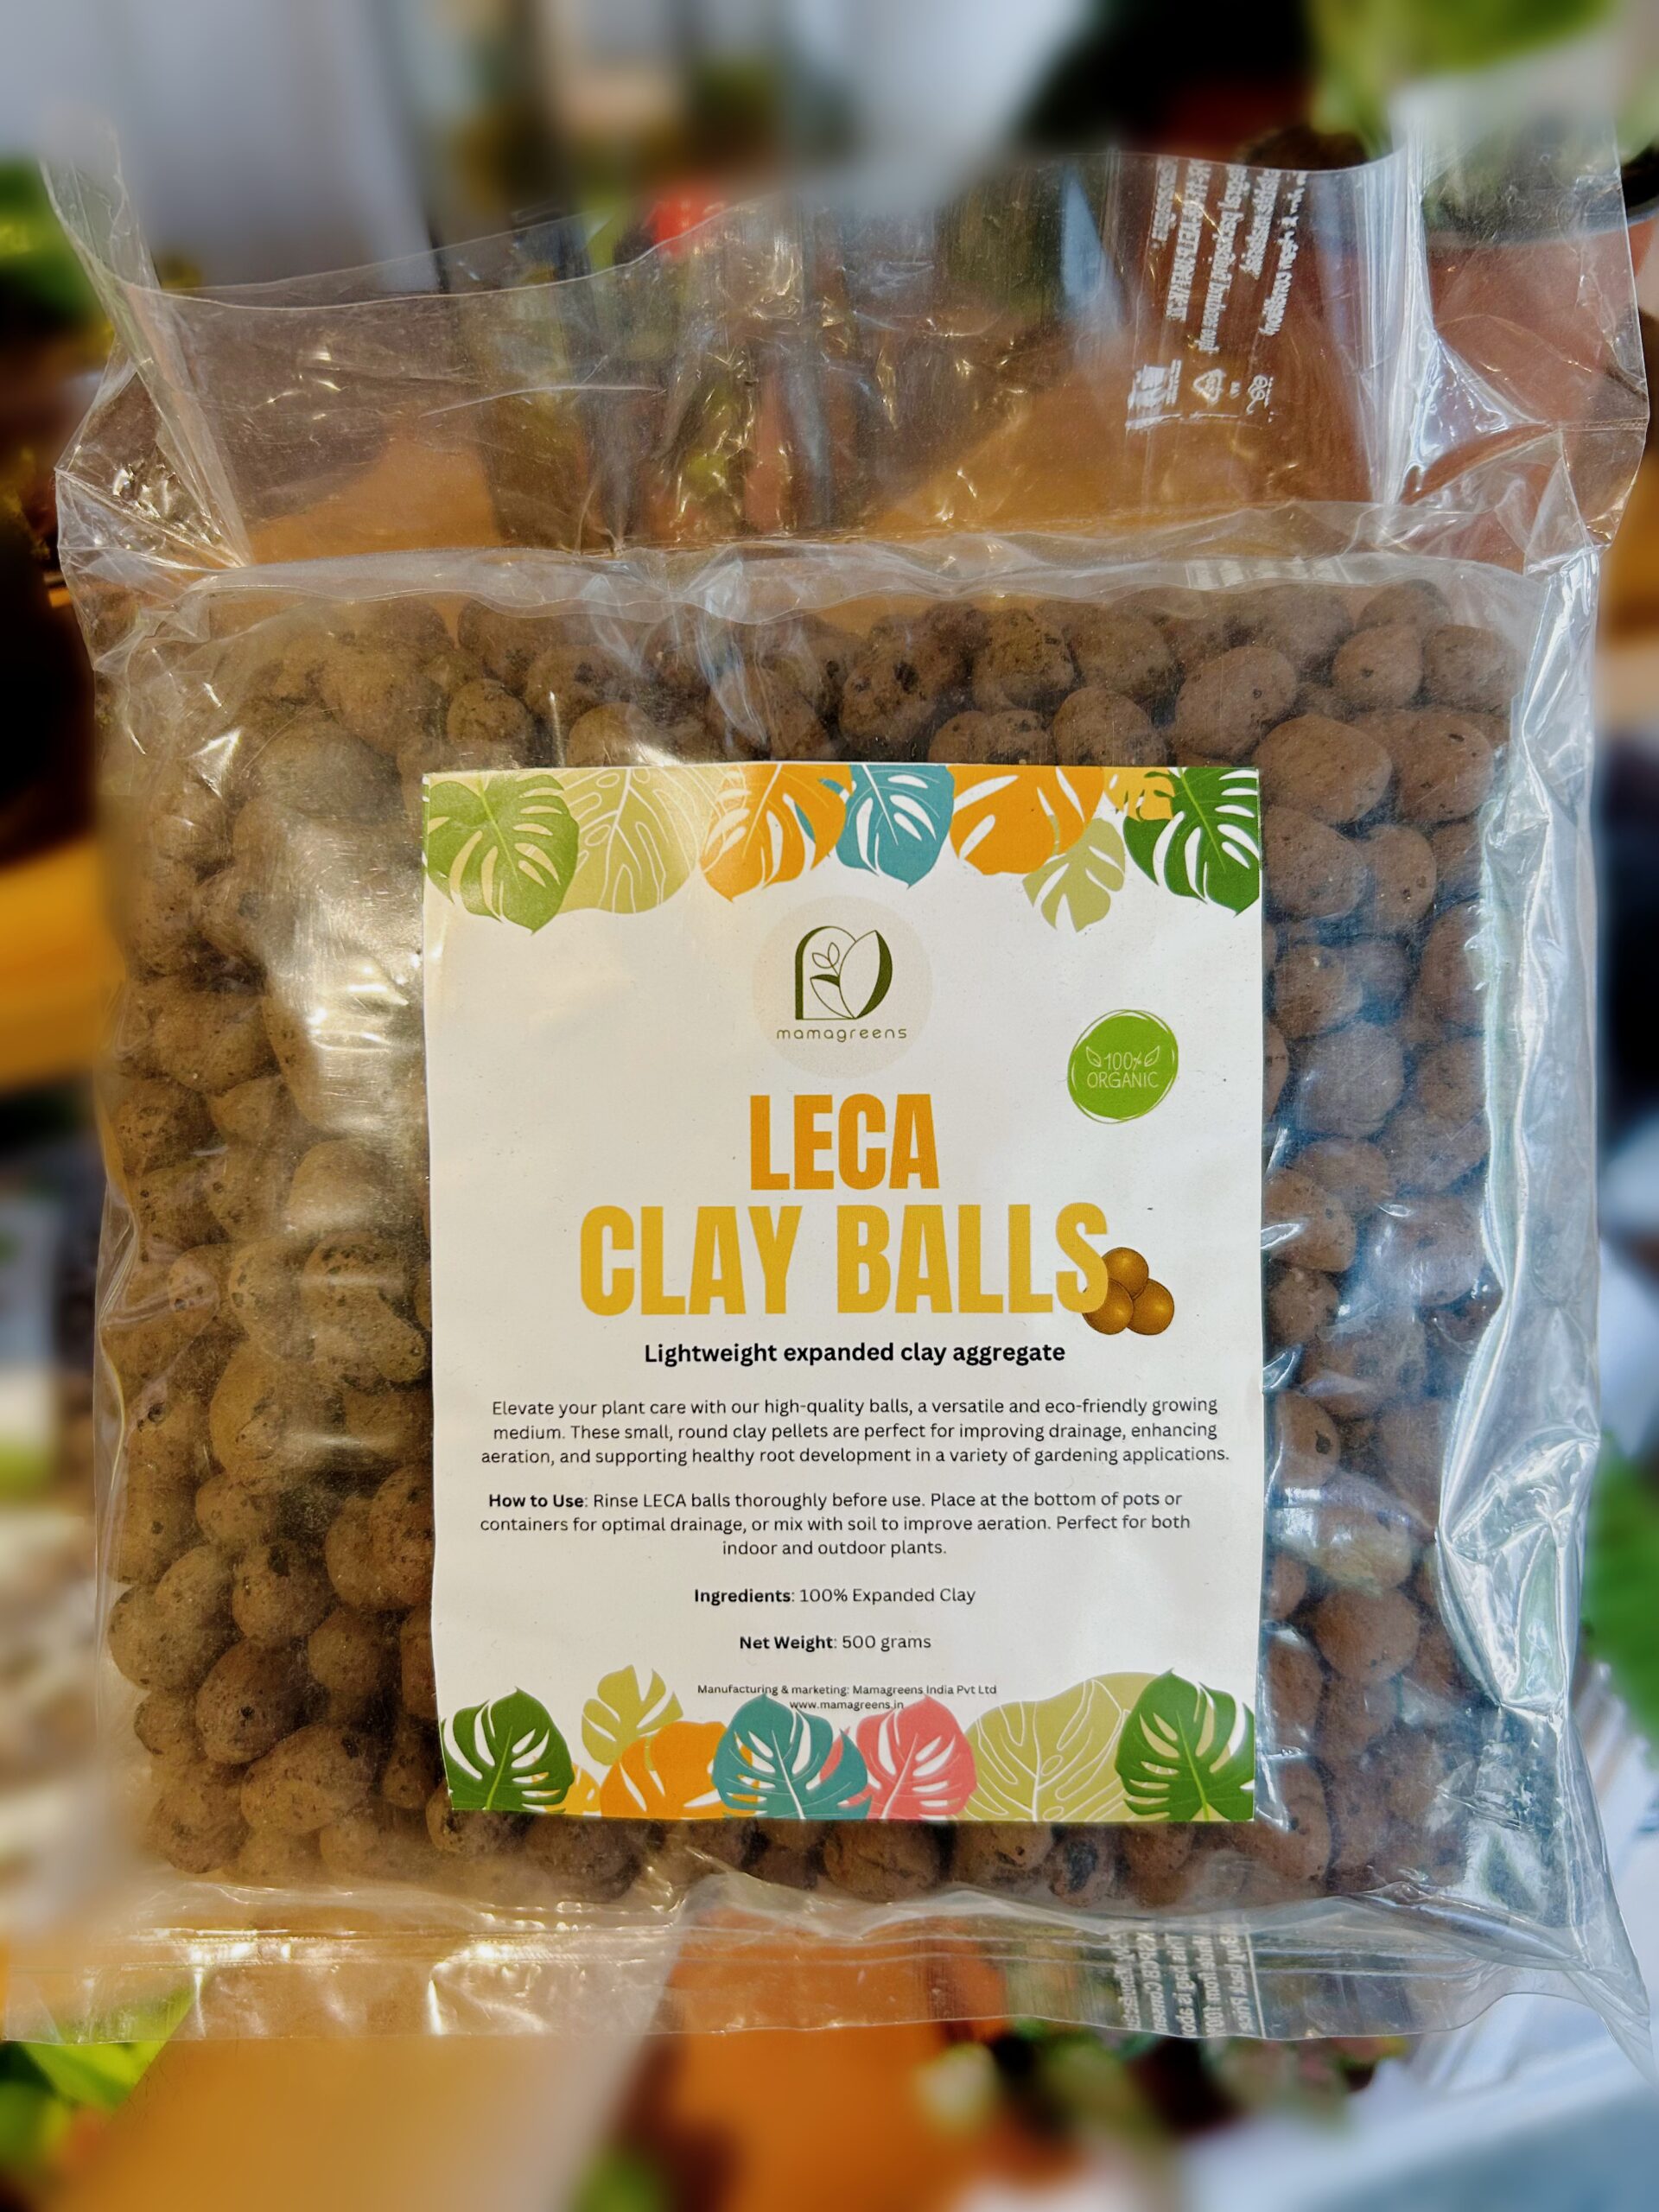 mamagreens
100%
ORGANIC
LECA
CLAY BALLS
Lightweight expanded clay aggregate
Elevate your plant care with our high-quality balls, a versatile and eco-friendly growing
medium. These small, round clay pellets are perfect for improving drainage, enhancing
aeration, and supporting healthy root development in a variety of gardening applications.
How to Use: Rinse LECA balls thoroughly before use. Place at the bottom of pots or
containers for optimal drainage, or mix with soil to improve aeration. Perfect for both
indoor and outdoor plants.
Ingredients: 100% Expanded Clay
Net Weight: 500 grams
Manufacturing & marketing: Mamagreens India Pvt Ltd
www.mamagreens.in